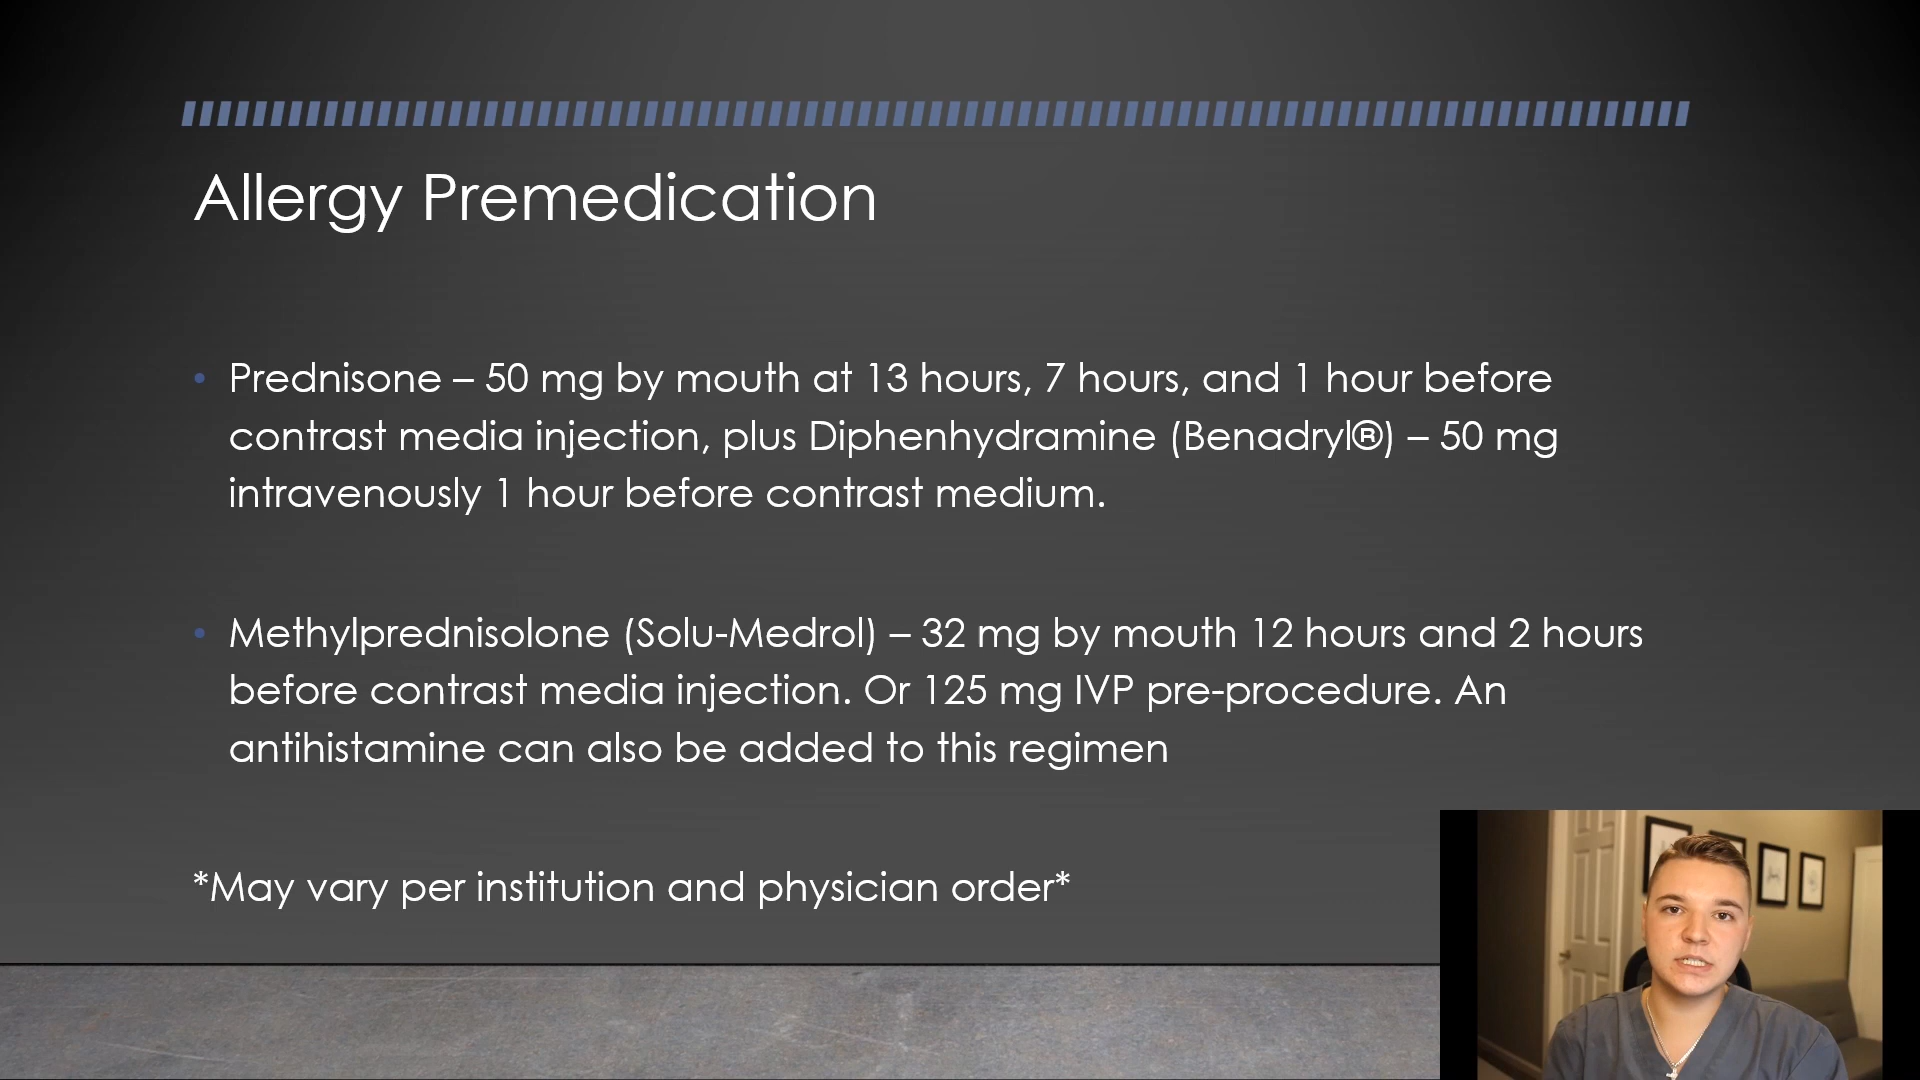 Allergy Premedication
• Prednisone – 50 mg by mouth at 13 hours, 7 hours, and 1 hour before
contrast media injection, plus Diphenhydramine (Benadryl®) – 50 mg
intravenously 1 hour before contrast medium.
• Methylprednisolone (Solu-Medrol) – 32 mg by mouth 12 hours and 2 hours
before contrast media injection. Or 125 mg IVP pre-procedure. An
antihistamine can also be added to this regimen
*May vary per institution and physician order*